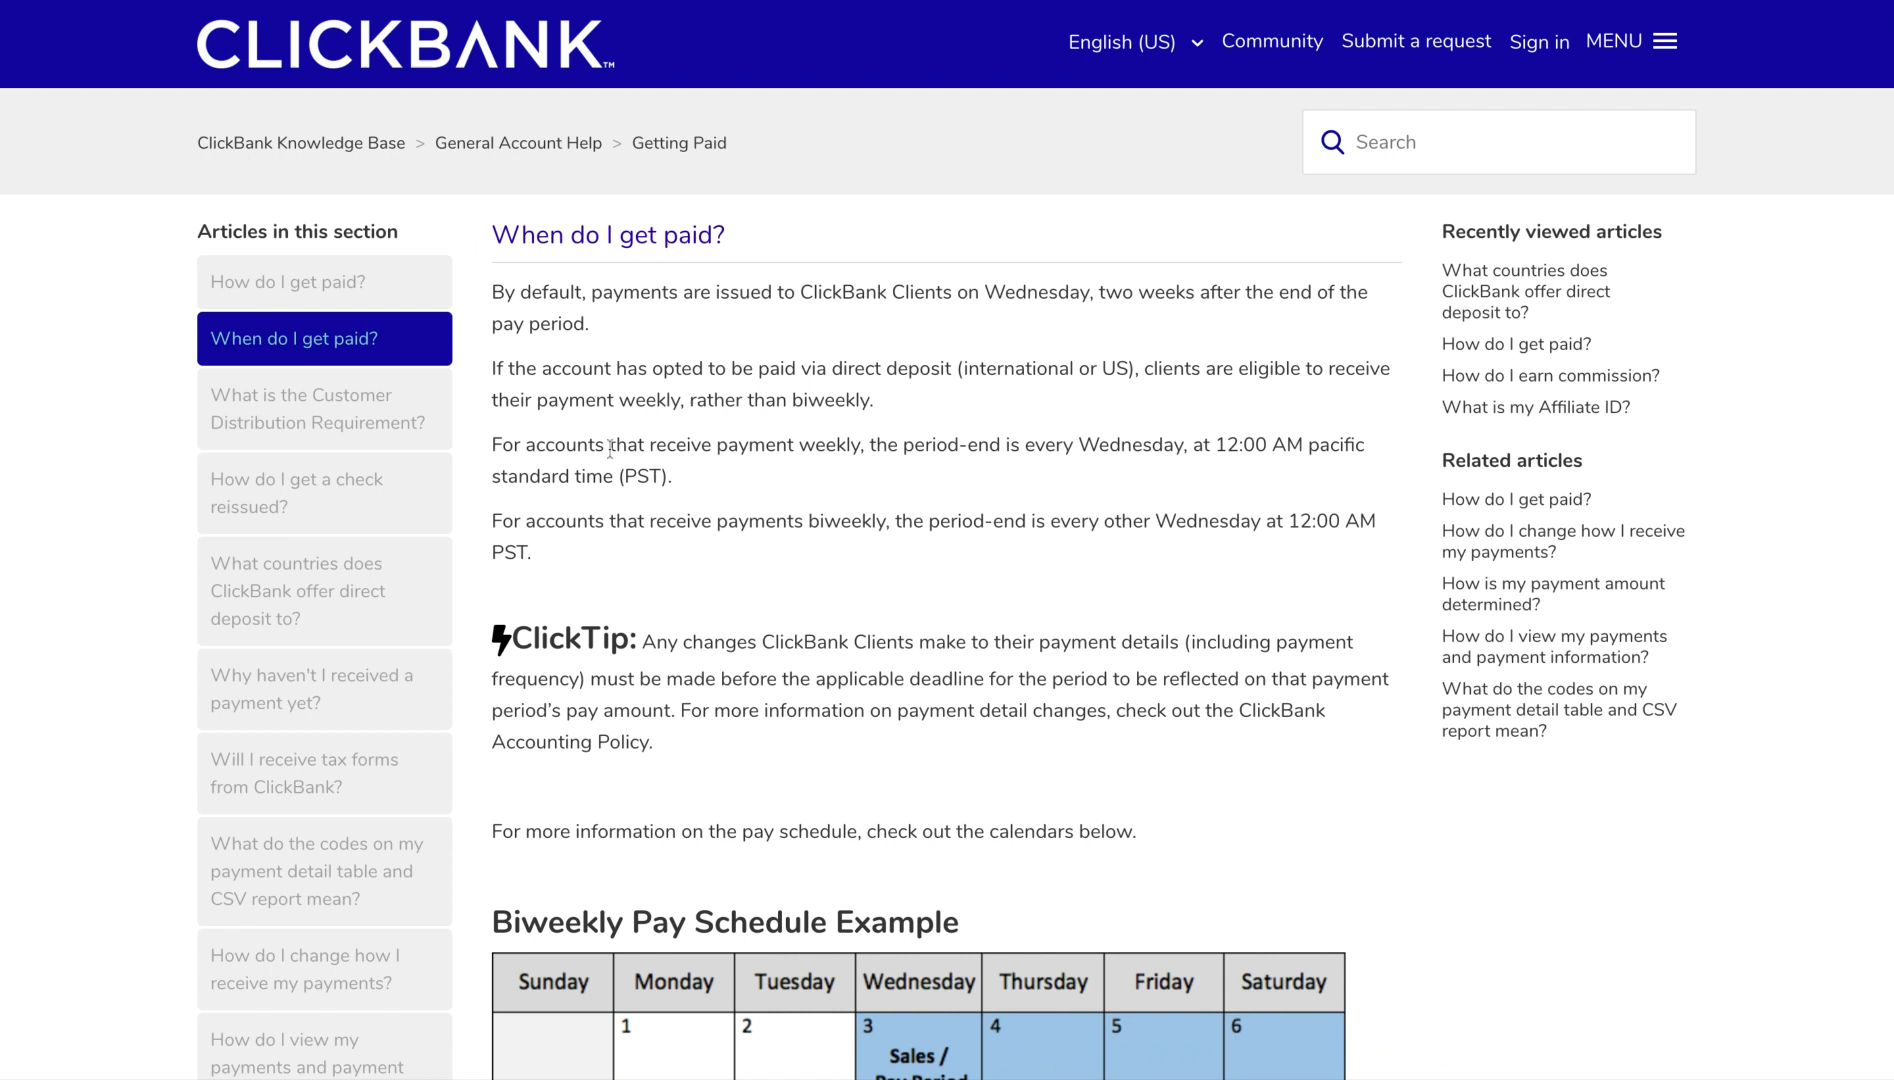 CLICKBANK™
English (US)
Community
Submit a request
Sign in
MENU
ClickBank Knowledge Base > General Account Help > Getting Paid
Search
Articles in this section
How do I get paid?
When do I get paid?
What is the Customer
Distribution Requirement?
How do I get a check
reissued?
What countries does
ClickBank offer direct
deposit to?
Why haven't I received a
payment yet?
Will I receive tax forms
from ClickBank?
What do the codes on my
payment detail table and
CSV report mean?
How do I change how I
receive my payments?
How do I view my
payments and payment
When do I get paid?
By default, payments are issued to ClickBank Clients on Wednesday, two weeks after the end of the
pay period.
If the account has opted to be paid via direct deposit (international or US), clients are eligible to receive
their payment weekly, rather than biweekly.
For accounts that receive payment weekly, the period-end is every Wednesday, at 12:00 AM pacific
standard time (PST).
For accounts that receive payments biweekly, the period-end is every other Wednesday at 12:00 AM
PST.
ClickTip: Any changes ClickBank Clients make to their payment details (including payment
frequency) must be made before the applicable deadline for the period to be reflected on that payment
period’s pay amount. For more information on payment detail changes, check out the ClickBank
Accounting Policy.
For more information on the pay schedule, check out the calendars below.
Biweekly Pay Schedule Example
Sunday Monday Tuesday Wednesday Thursday Friday Saturday
1 2 3 4 5 6
Sales /
Pay Period
Recently viewed articles
What countries does
ClickBank offer direct
deposit to?
How do I get paid?
How do I earn commission?
What is my Affiliate ID?
Related articles
How do I get paid?
How do I change how I receive
my payments?
How is my payment amount
determined?
How do I view my payments
and payment information?
What do the codes on my
payment detail table and CSV
report mean?